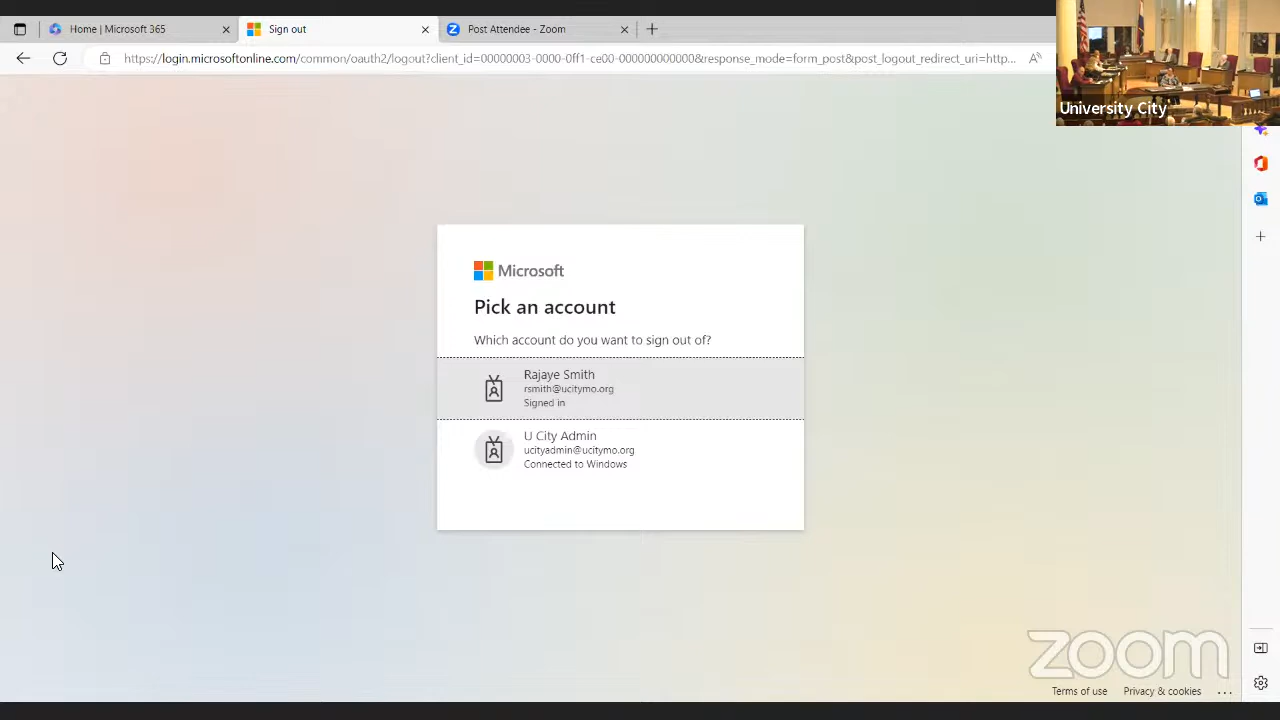 Home | Microsoft 365
Sign out
Post Attendee - Zoom
https://login.microsoftonline.com/common/oauth2/logout?client_id=00000003-0000-0ff1-ce00-000000000000&response_mode=form_post&post_logout_redirect_uri=http...
University City
Microsoft
Pick an account
Which account do you want to sign out of?
Rajaye Smith
rsmith@ucitymo.org
Signed in
U City Admin
ucityadmin@ucitymo.org
Connected to Windows
zoom
Terms of use
Privacy & cookies
...